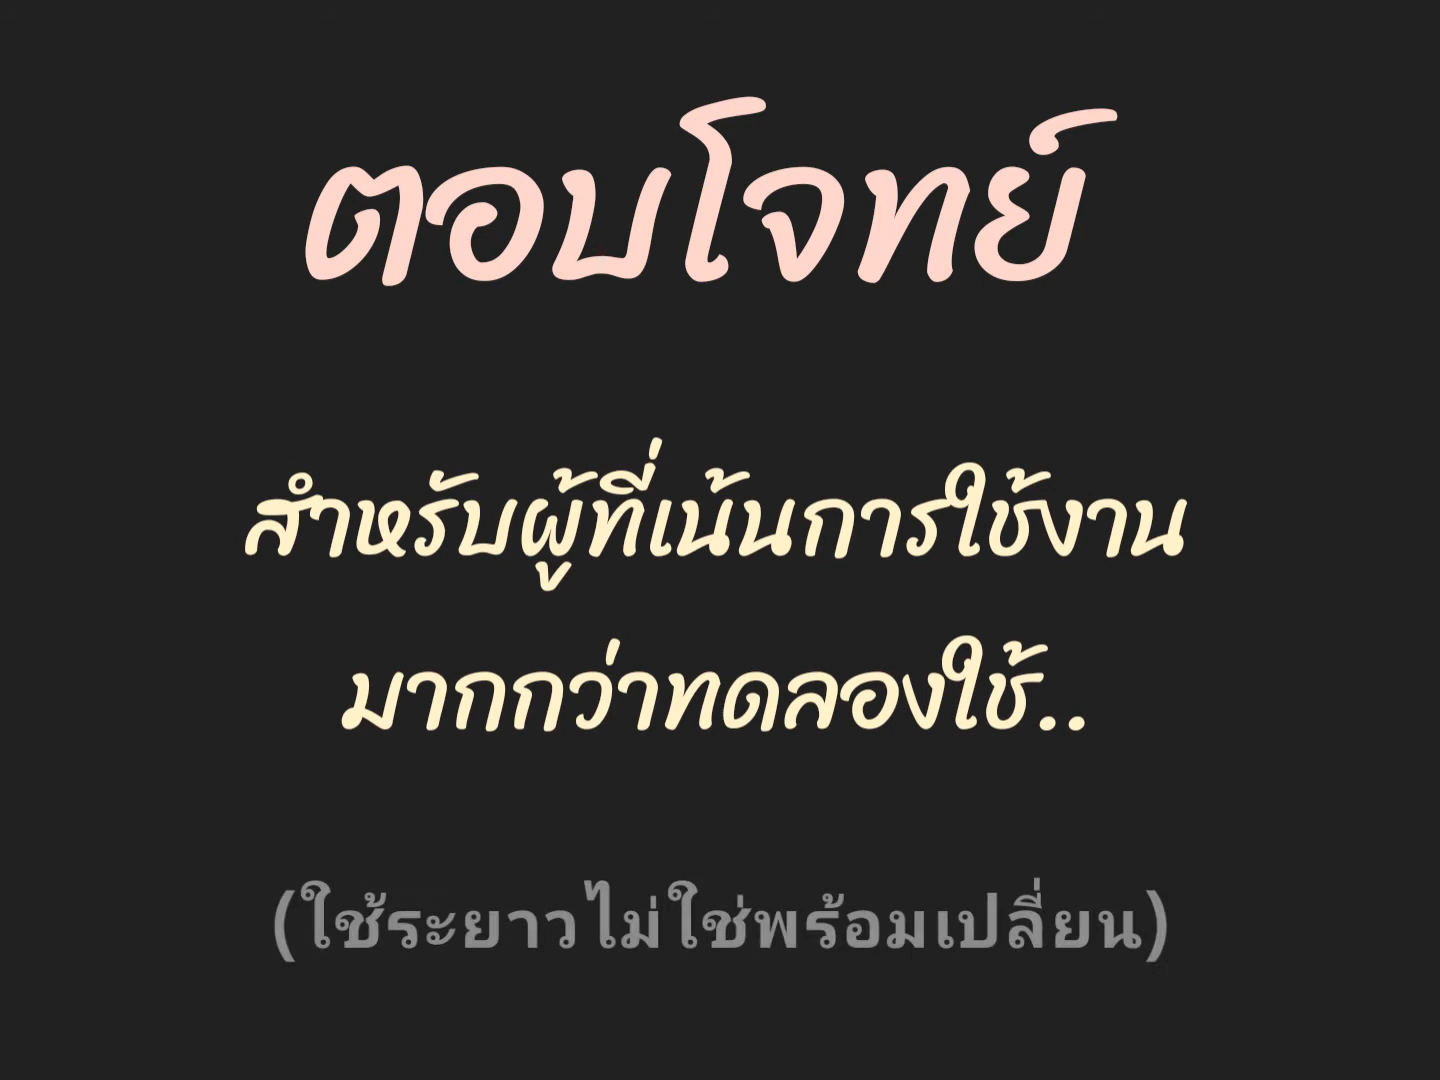 ตอบโจทย์
สำหรับผู้ที่เน้นการใช้งาน
มากกว่าทดลองใช้..
(ใช้ระยาวไม่ใช่พร้อมเปลี่ยน)